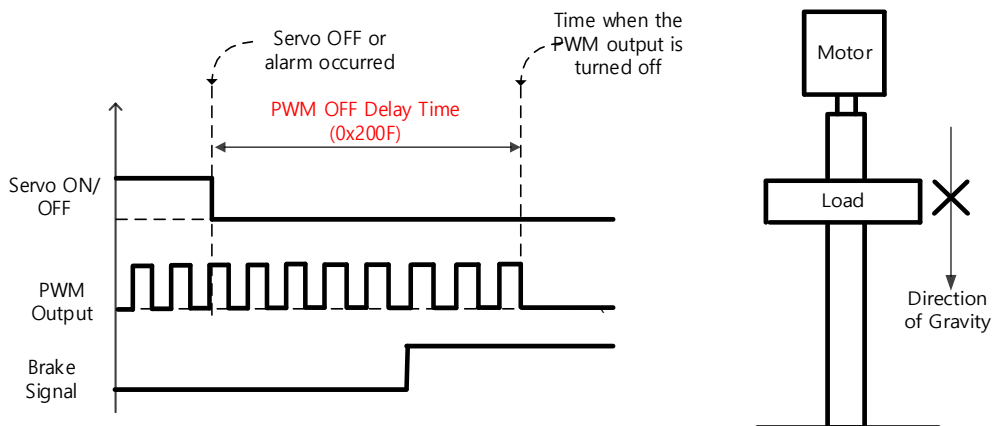 Servo OFF or
alarm occurred
Time when the
PWM output is
turned off
PWM OFF Delay Time
(0x200F)
Servo ON/
OFF
PWM
Output
Brake
Signal
Motor
Load
Direction
of Gravity